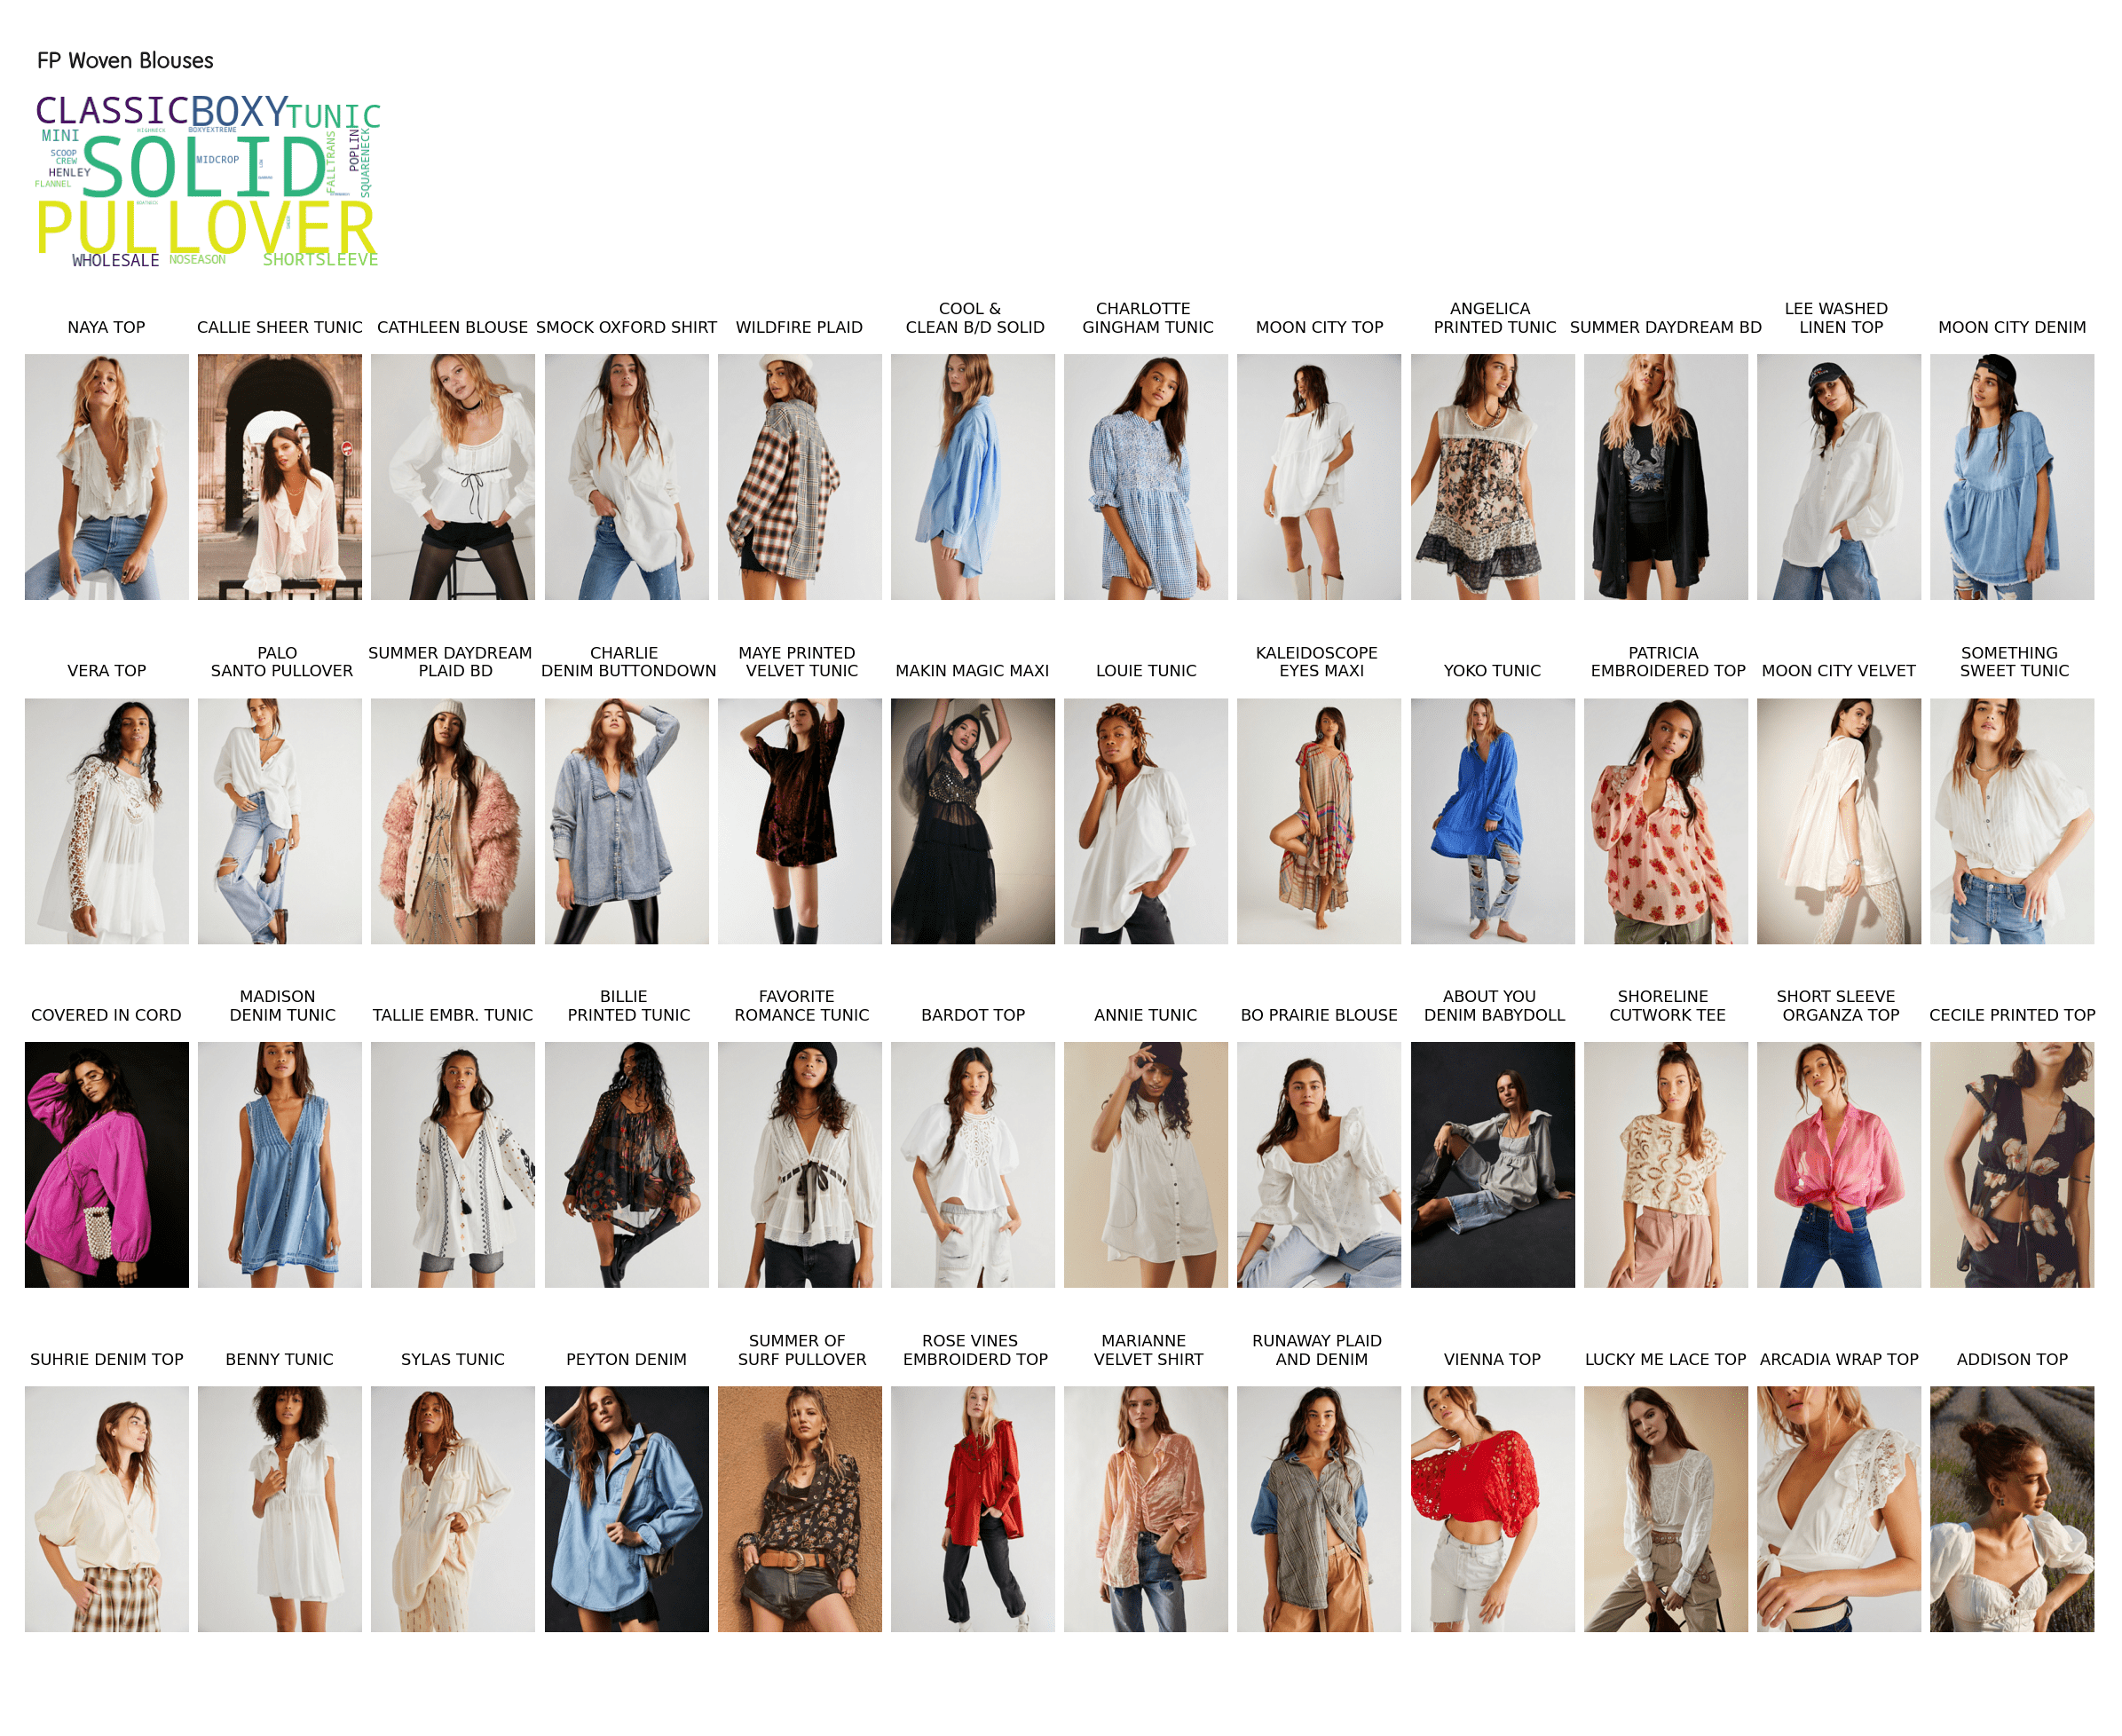 FP Woven Blouses
CLASSIC BOXY TUNIC
MINI HIGHNECK BOXYEXTREME
SOLID
SCOOP
CREW
HENLEY
FLANNEL
MIDCROP
FALLTRANS
POPLIN
SQUARENECK
PULLOVER
WHOLESALE NOSEASON SHORTSLEEVE
NAYA TOP
CALLIE SHEER TUNIC
CATHLEEN BLOUSE
SMOCK OXFORD SHIRT
WILDFIRE PLAID
COOL &
CLEAN B/D SOLID
CHARLOTTE
GINGHAM TUNIC
MOON CITY TOP
ANGELICA
PRINTED TUNIC
SUMMER DAYDREAM BD
LEE WASHED
LINEN TOP
MOON CITY DENIM
VERA TOP
PALO
SANTO PULLOVER
SUMMER DAYDREAM
PLAID BD
CHARLIE
DENIM BUTTONDOWN
MAYE PRINTED
VELVET TUNIC
MAKIN MAGIC MAXI
LOUIE TUNIC
KALEIDOSCOPE
EYES MAXI
YOKO TUNIC
PATRICIA
EMBROIDERED TOP
MOON CITY VELVET
SOMETHING
SWEET TUNIC
COVERED IN CORD
MADISON
DENIM TUNIC
TALLIE EMBR. TUNIC
BILLIE
PRINTED TUNIC
FAVORITE
ROMANCE TUNIC
BARDOT TOP
ANNIE TUNIC
BO PRAIRIE BLOUSE
ABOUT YOU
DENIM BABYDOLL
SHORELINE
CUTWORK TEE
SHORT SLEEVE
ORGANZA TOP
CECILE PRINTED TOP
SUHRIE DENIM TOP
BENNY TUNIC
SYLAS TUNIC
PEYTON DENIM
SUMMER OF
SURF PULLOVER
ROSE VINES
EMBROIDERD TOP
MARIANNE
VELVET SHIRT
RUNAWAY PLAID
AND DENIM
VIENNA TOP
LUCKY ME LACE TOP
ARCADIA WRAP TOP
ADDISON TOP